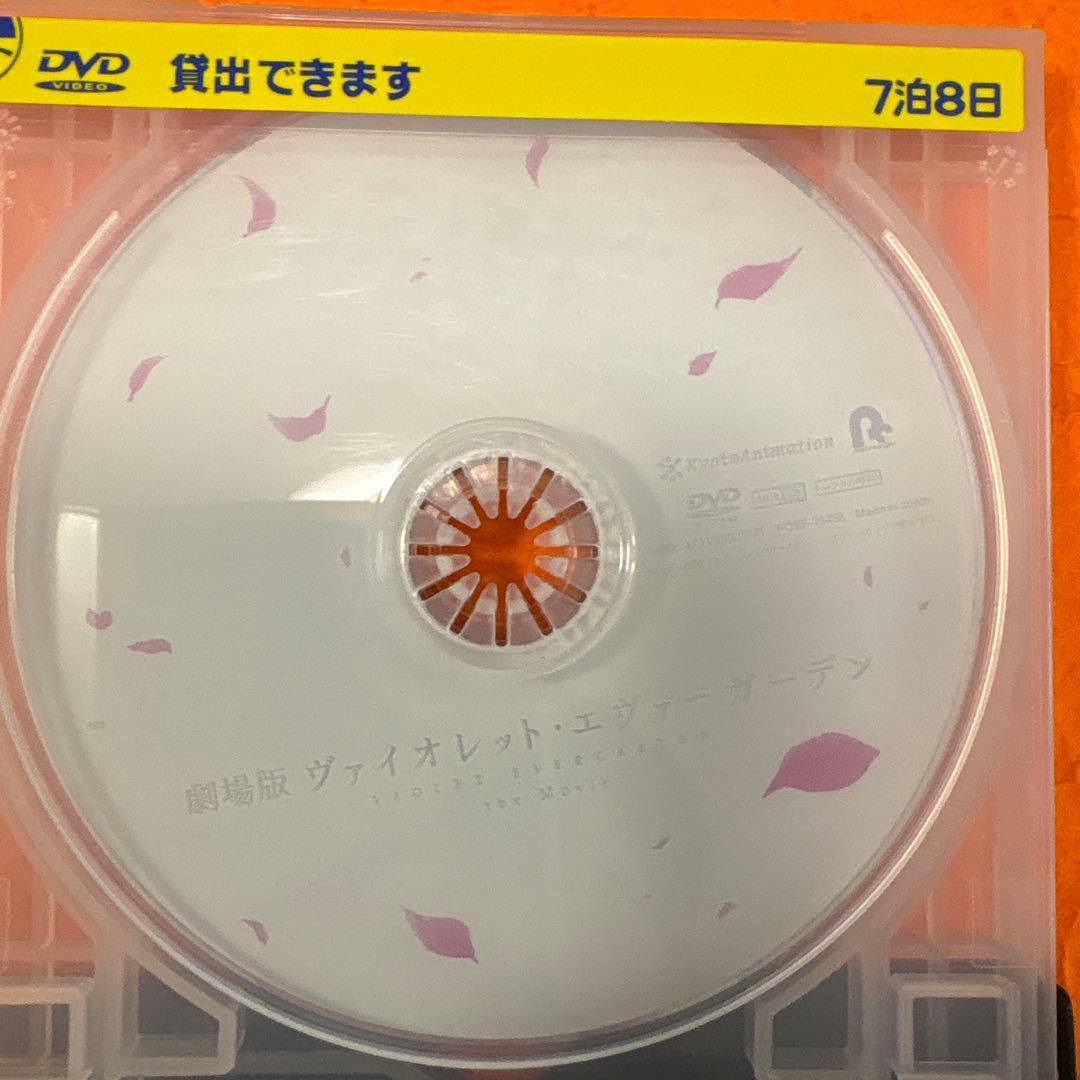 DVD 貸出できます 7泊8日
VIDEO
KyotoAnimation
DVD
Made in Japan
劇場版 ヴァイオレット・エヴァーガーデン
VIOLET EVERGARDEN
the Movie